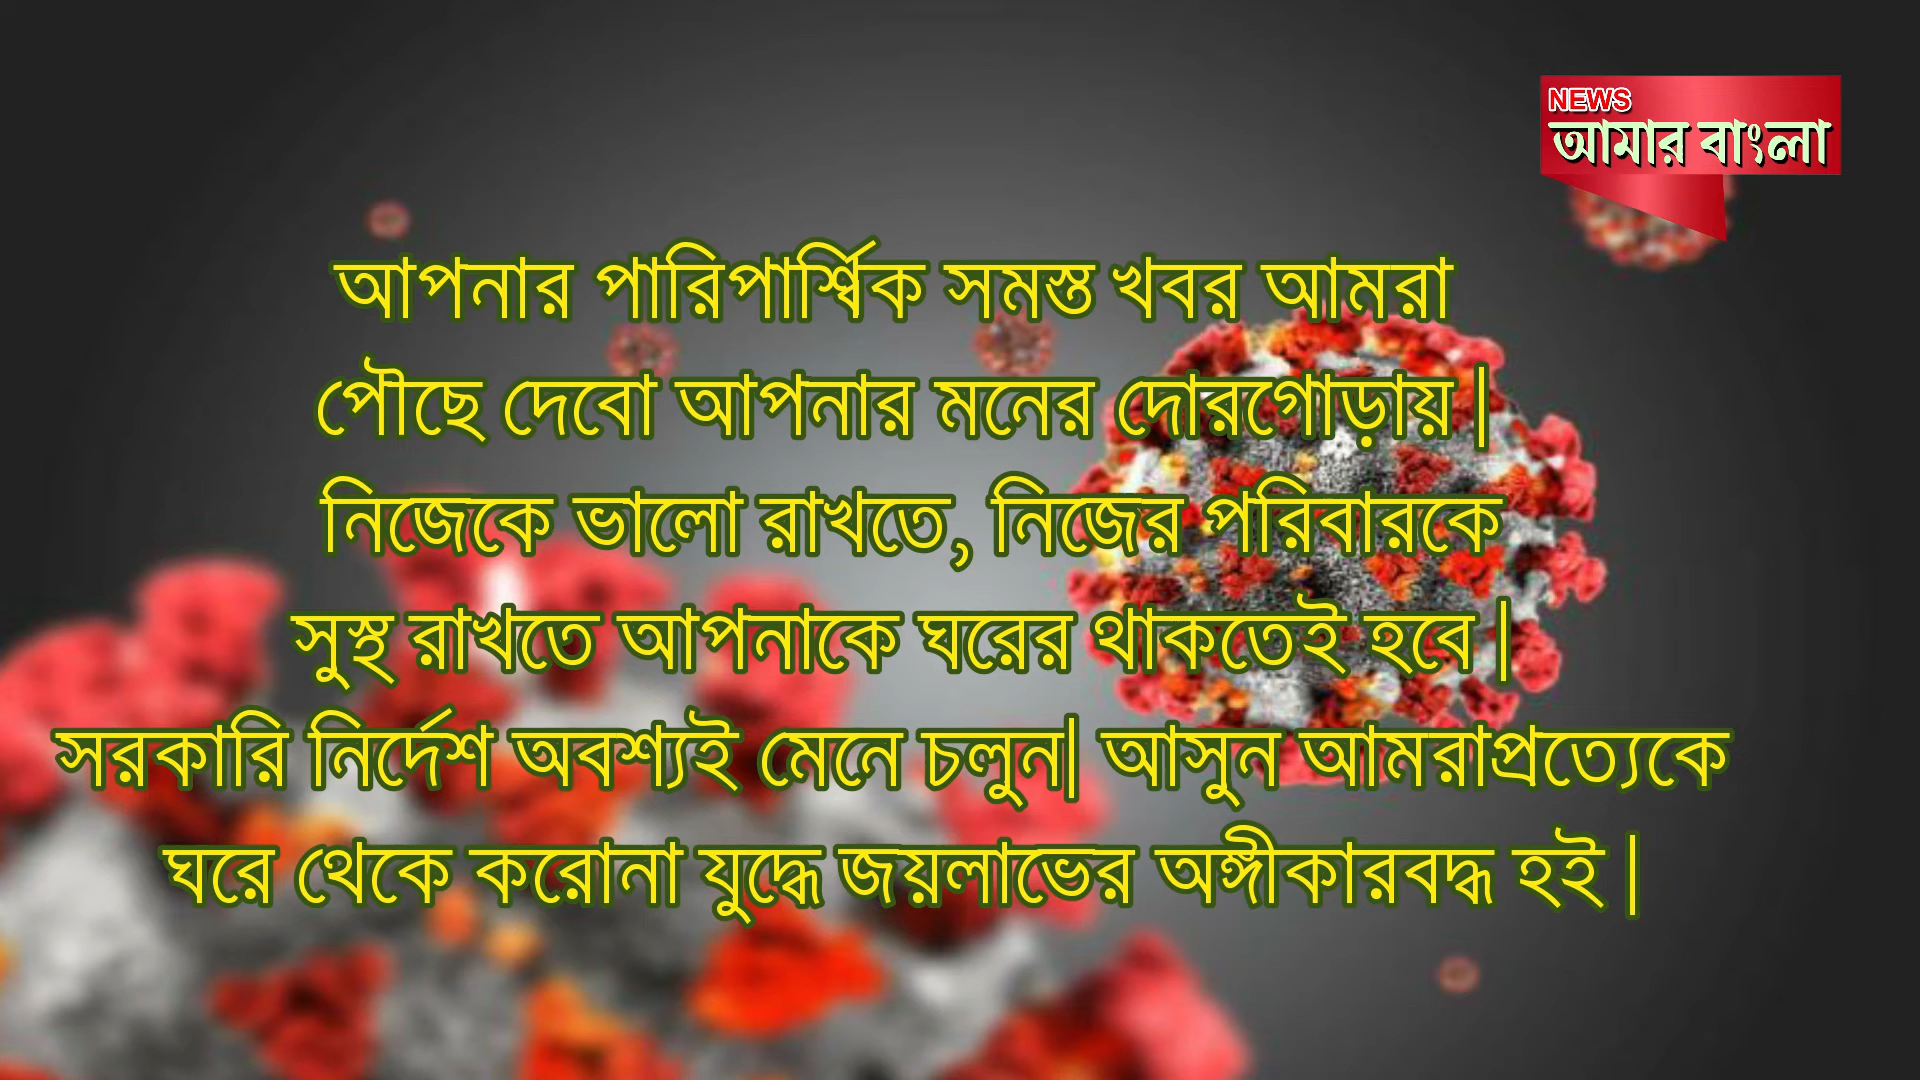 NEWS
আমার বাংলা
আপনার পারিপার্শ্বিক সমস্ত খবর আমরা
পৌছে দেবো আপনার মনের দোরগোড়ায় |
নিজেকে ভালো রাখতে, নিজের পরিবারকে
সুস্থ রাখতে আপনাকে ঘরের থাকতেই হবে |
সরকারি নির্দেশ অবশ্যই মেনে চলুন| আসুন আমরাপ্রত্যেকে
ঘরে থেকে করোনা যুদ্ধে জয়লাভের অঙ্গীকারবদ্ধ হই |